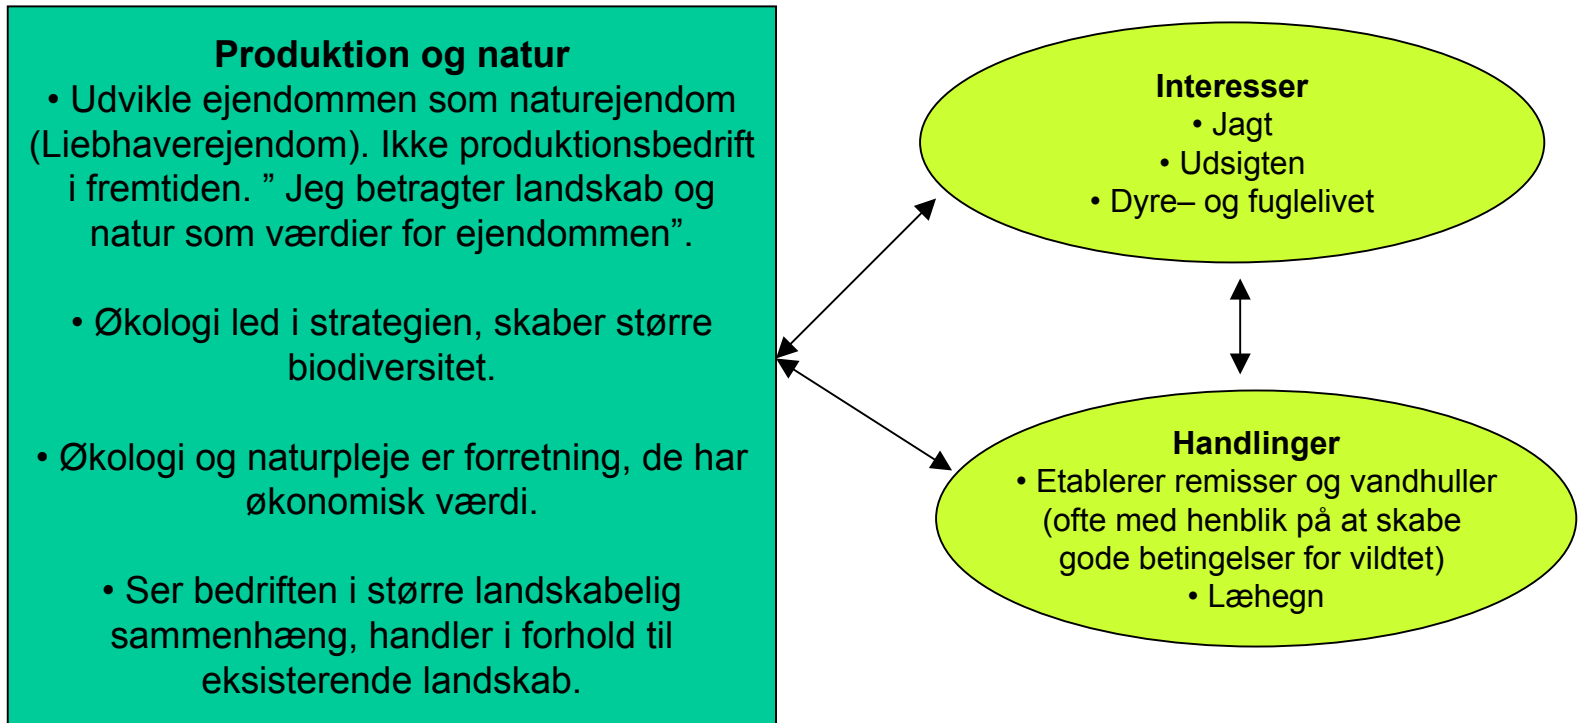 Produktion og natur
• Udvikle ejendommen som naturejendom
(Liebhaverejendom). Ikke produktionsbedrift
i fremtiden. ” Jeg betragter landskab og
natur som værdier for ejendommen”.
• Økologi led i strategien, skaber større
biodiversitet.
• Økologi og naturpleje er forretning, de har
økonomisk værdi.
• Ser bedriften i større landskabelig
sammenhæng, handler i forhold til
eksisterende landskab.
Interesser
• Jagt
• Udsigten
• Dyre– og fuglelivet
Handlinger
• Etablerer remisser og vandhuller
(ofte med henblik på at skabe
gode betingelser for vildtet)
• Læhegn